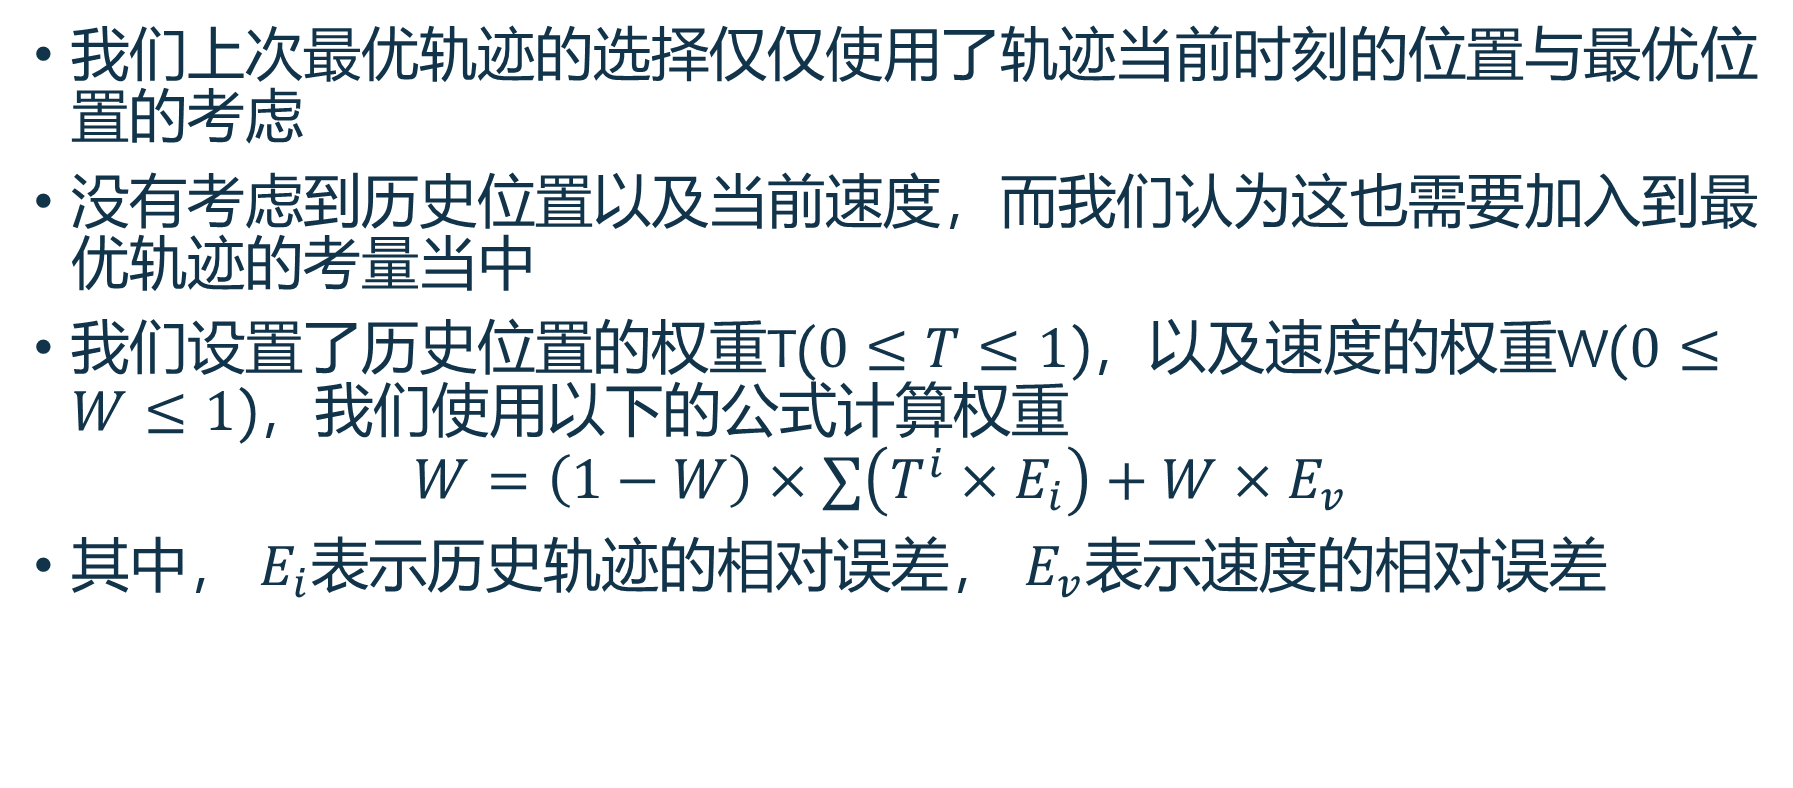 • 我们上次最优轨迹的选择仅仅使用了轨迹当前时刻的位置与最优位
置的考虑
• 没有考虑到历史位置以及当前速度，而我们认为这也需要加入到最
优轨迹的考量当中
• 我们设置了历史位置的权重T(0 ≤ T ≤ 1)，以及速度的权重W(0 ≤
W ≤ 1)，我们使用以下的公式计算权重
W = (1 − W) × ∑(Tⁱ × Eᵢ) + W × Eᵥ
• 其中， Eᵢ表示历史轨迹的相对误差， Eᵥ表示速度的相对误差